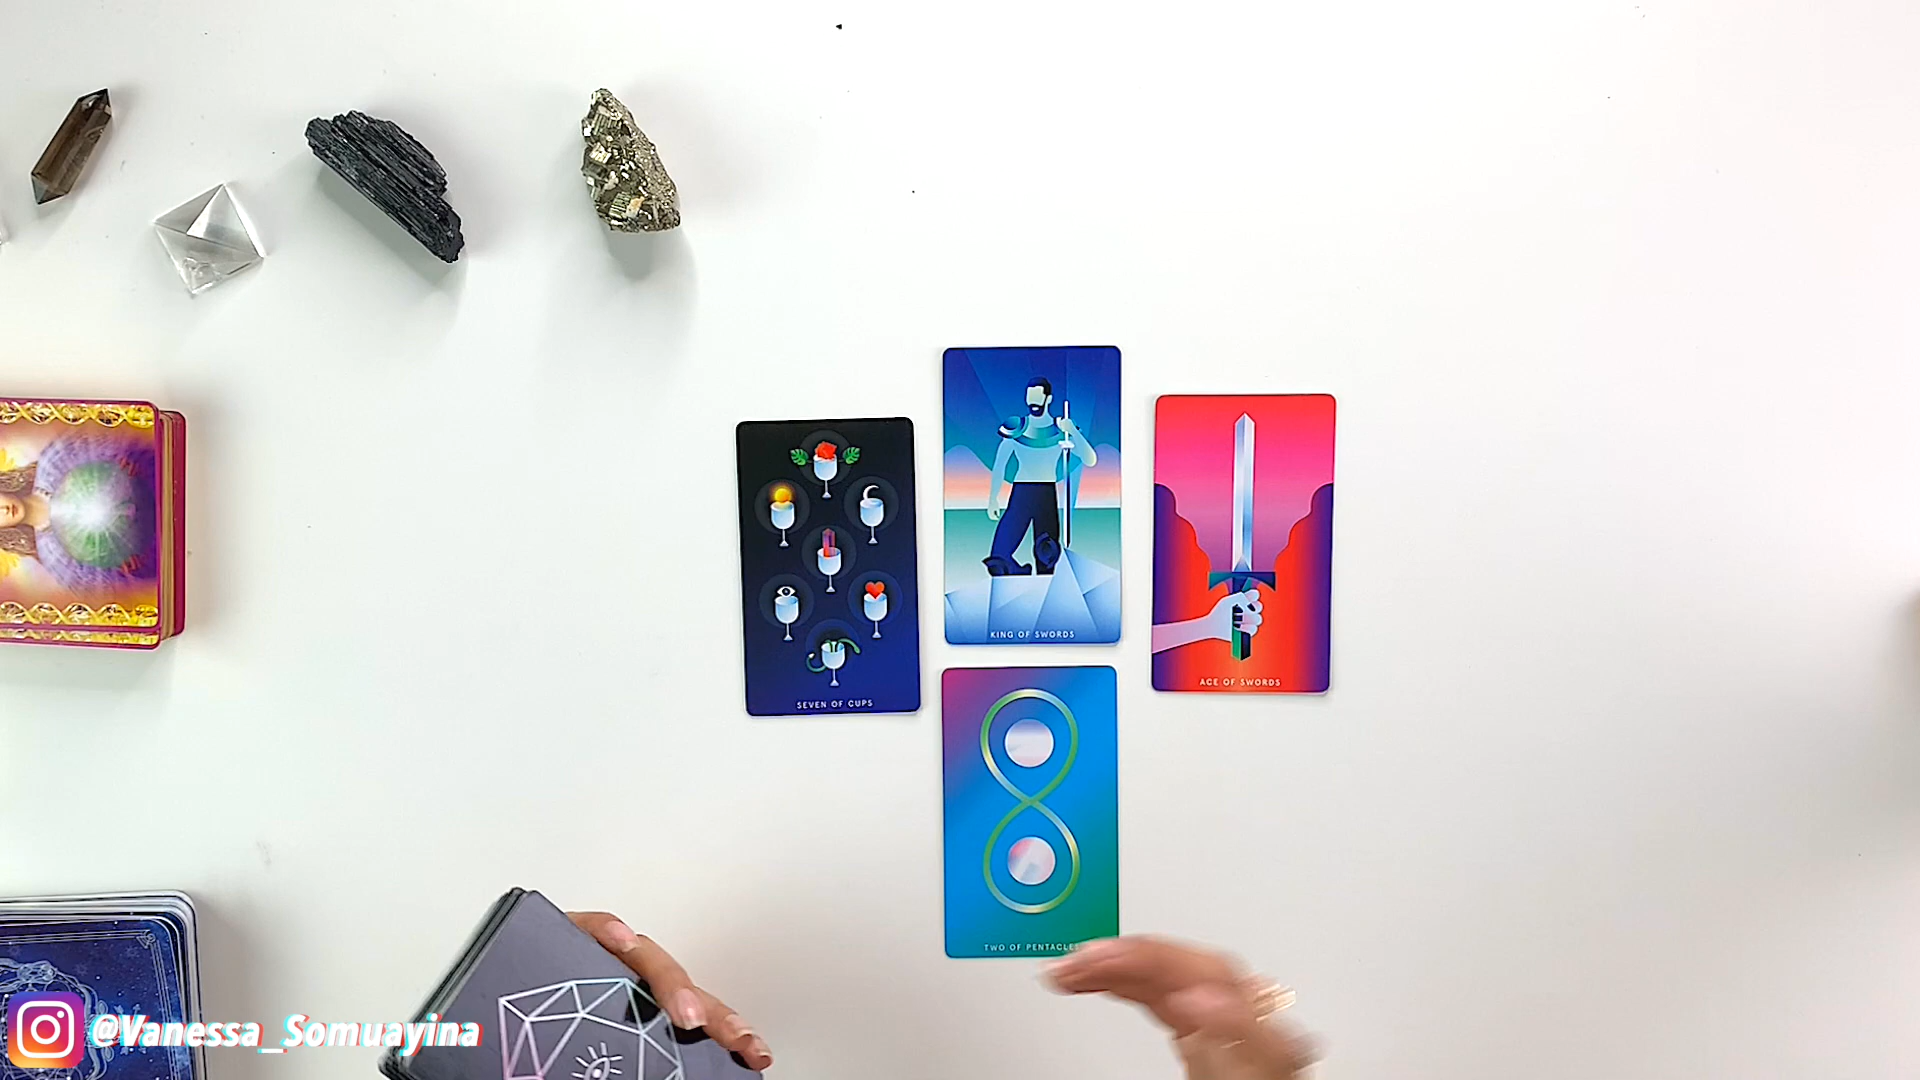 KING OF SWORDS
ACE OF SWORDS
SEVEN OF CUPS
TWO OF PENTACLES
@Vanessa_Somuayina